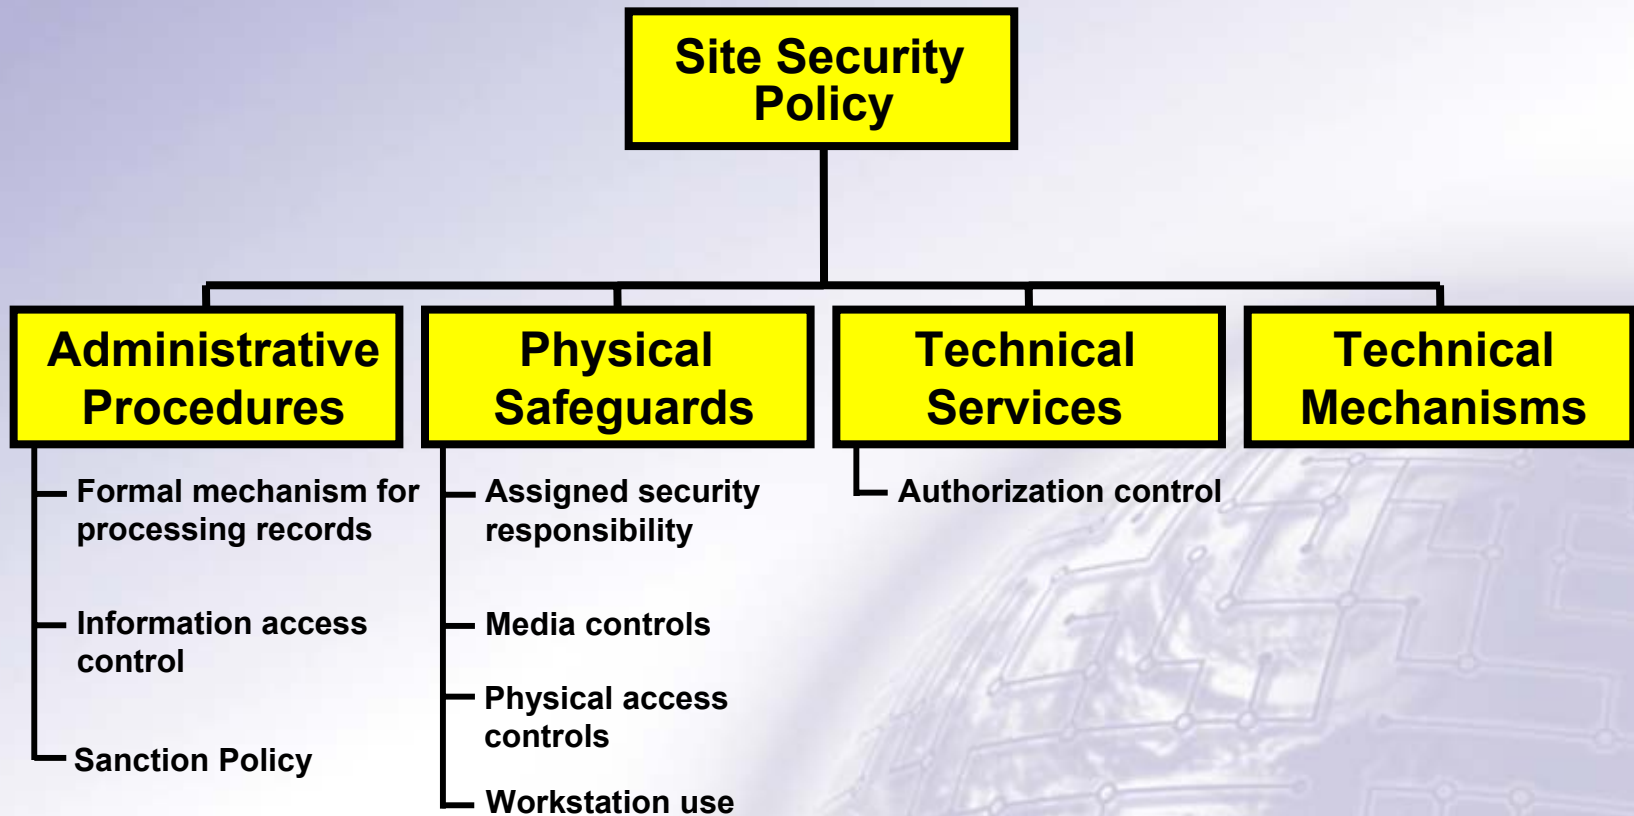 Site Security
Policy
Administrative
Procedures
Physical
Safeguards
Technical
Services
Technical
Mechanisms
Formal mechanism for
processing records
Information access
control
Sanction Policy
Assigned security
responsibility
Media controls
Physical access
controls
Workstation use
Authorization control